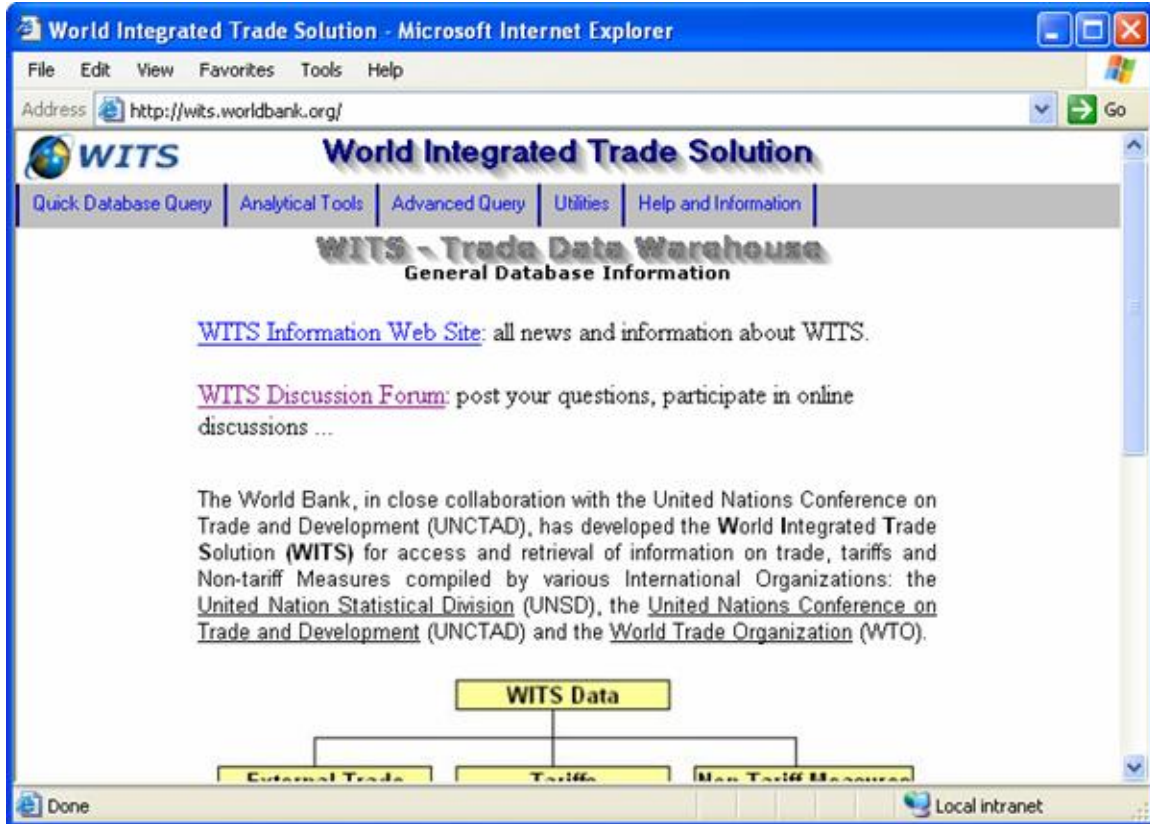 World Integrated Trade Solution - Microsoft Internet Explorer
File Edit View Favorites Tools Help
Address http://wits.worldbank.org/ Go
WITS World Integrated Trade Solution
Quick Database Query Analytical Tools Advanced Query Utilities Help and Information
WITS - Trade Data Warehouse
General Database Information
WITS Information Web Site: all news and information about WITS.
WITS Discussion Forum: post your questions, participate in online
discussions ...
The World Bank, in close collaboration with the United Nations Conference on
Trade and Development (UNCTAD), has developed the World Integrated Trade
Solution (WITS) for access and retrieval of information on trade, tariffs and
Non-tariff Measures compiled by various International Organizations: the
United Nation Statistical Division (UNSD), the United Nations Conference on
Trade and Development (UNCTAD) and the World Trade Organization (WTO).
WITS Data
External Trade Tariffs Non Tariff Measures
Done Local intranet